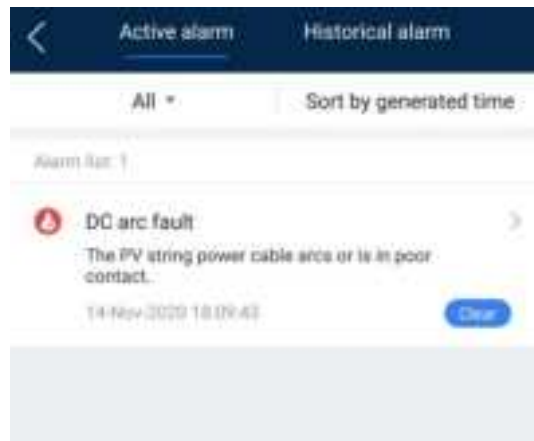 Active alarm Historical alarm
All Sort by generated time
Alarm list: 1
DC arc fault
The PV string power cable arcs or is in poor
contact.
14-Nov-2020 18:09:43
Clear